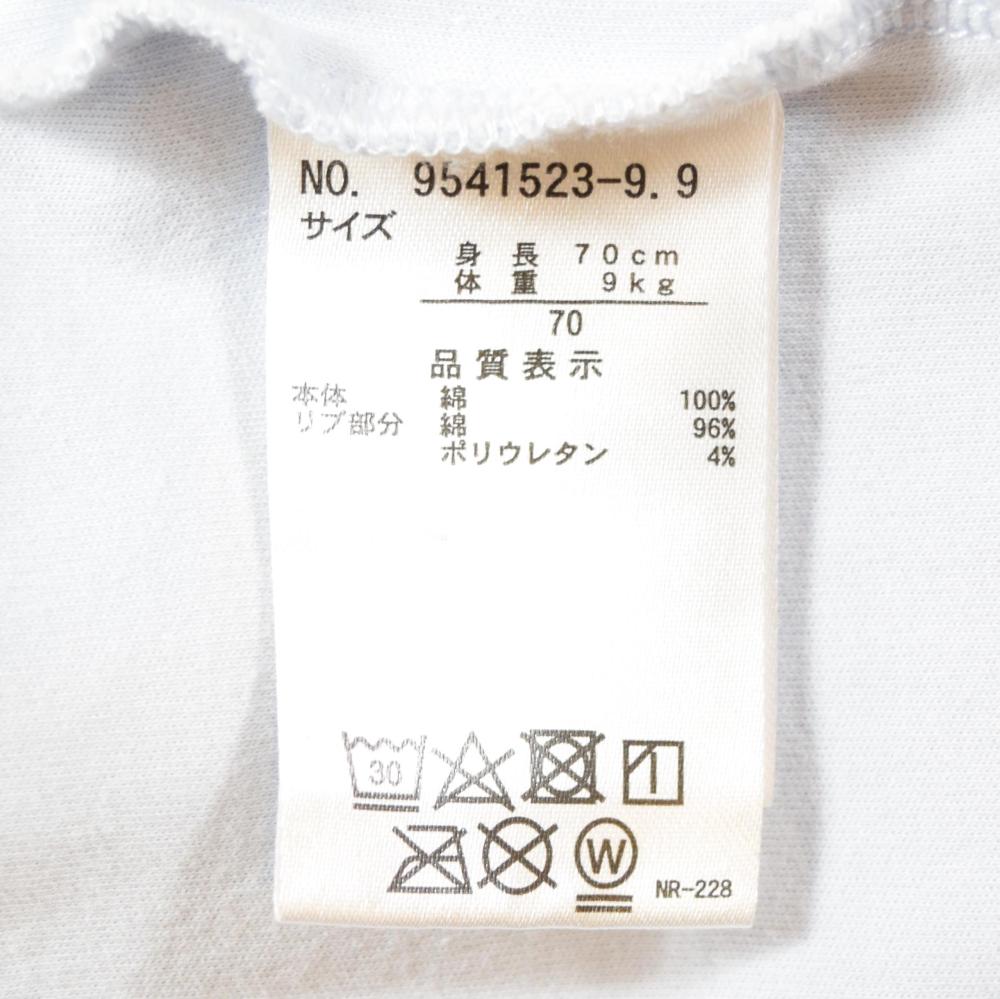 NO. 9541523-9.9
サイズ
身長 70cm
体重 9kg
70
品質表示
本体 綿 100%
リブ部分 綿 96%
ポリウレタン 4%
30
W
NR-228